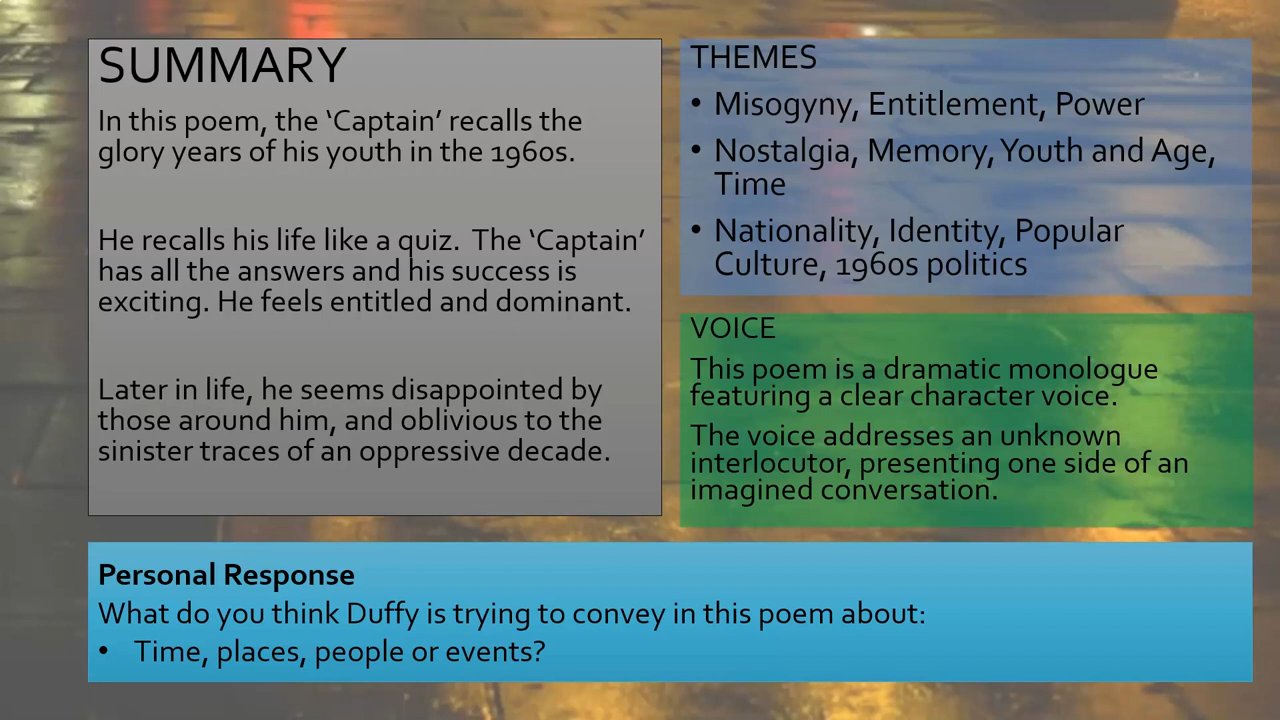 SUMMARY
In this poem, the ‘Captain’ recalls the
glory years of his youth in the 1960s.
He recalls his life like a quiz.  The ‘Captain’
has all the answers and his success is
exciting. He feels entitled and dominant.
Later in life, he seems disappointed by
those around him, and oblivious to the
sinister traces of an oppressive decade.
THEMES
• Misogyny, Entitlement, Power
• Nostalgia, Memory, Youth and Age,
Time
• Nationality, Identity, Popular
Culture, 1960s politics
VOICE
This poem is a dramatic monologue
featuring a clear character voice.
The voice addresses an unknown
interlocutor, presenting one side of an
imagined conversation.
Personal Response
What do you think Duffy is trying to convey in this poem about:
• Time, places, people or events?